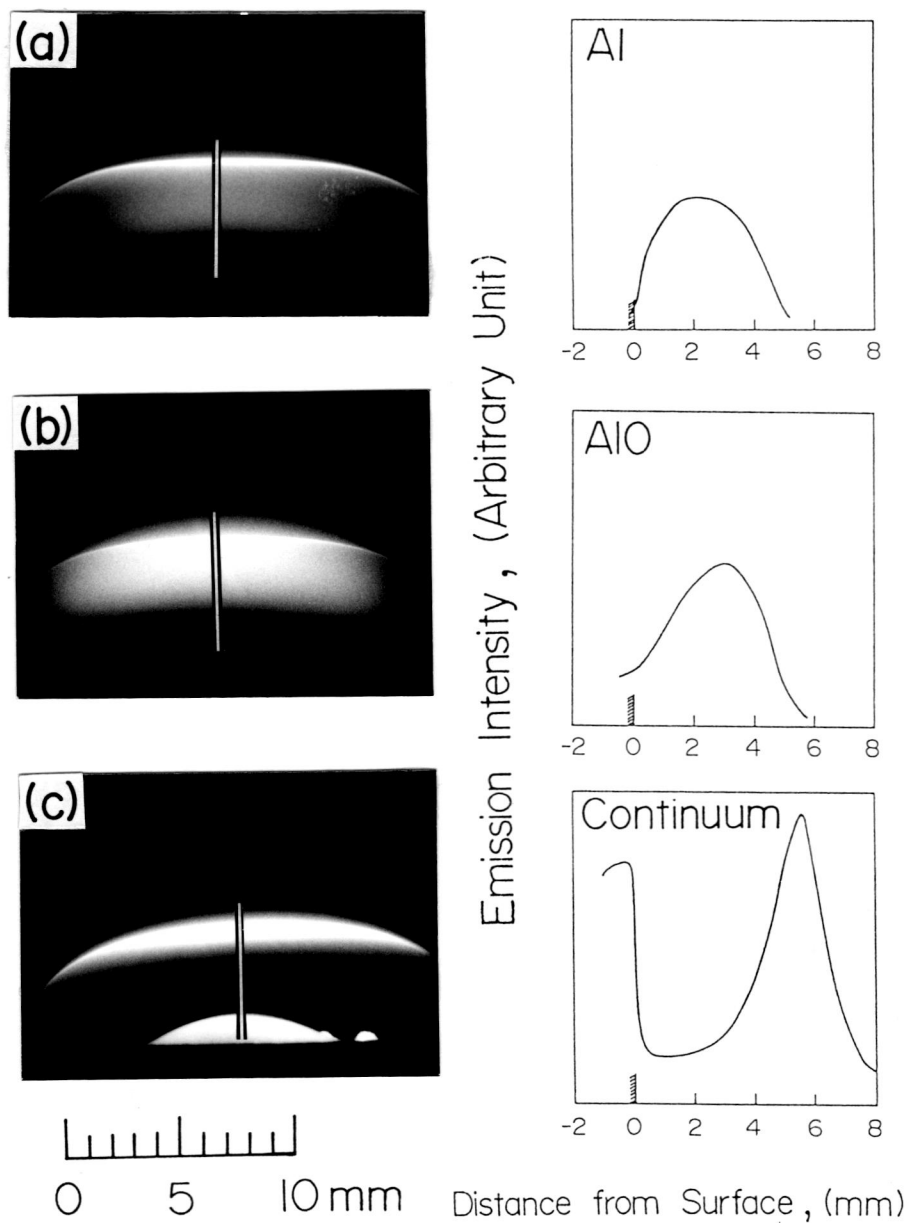 (a)
Al
-2 0 2 4 6 8
(b)
AlO
-2 0 2 4 6 8
(c)
Continuum
-2 0 2 4 6 8
Emission Intensity, (Arbitrary Unit)
0 5 10 mm
Distance from Surface, (mm)